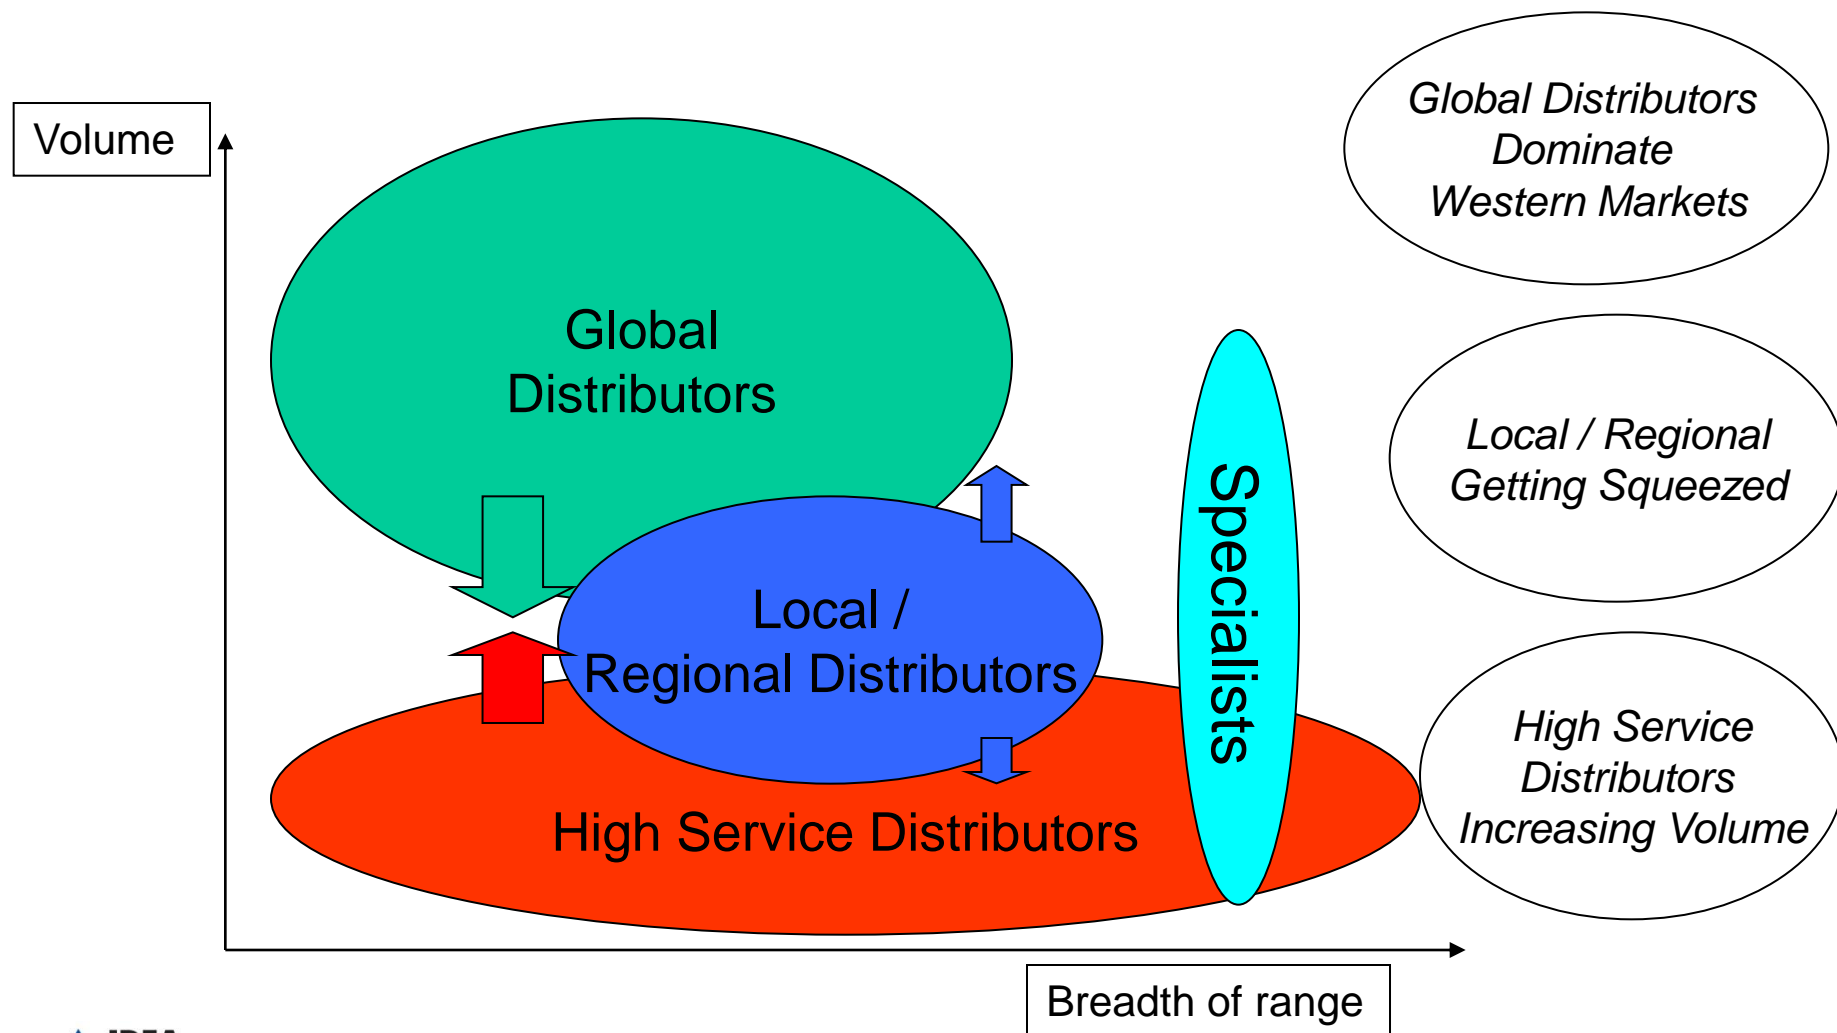 Volume
Global
Distributors
Local /
Regional Distributors
High Service Distributors
Specialists
Breadth of range
Global Distributors
Dominate
Western Markets
Local / Regional
Getting Squeezed
High Service
Distributors
Increasing Volume